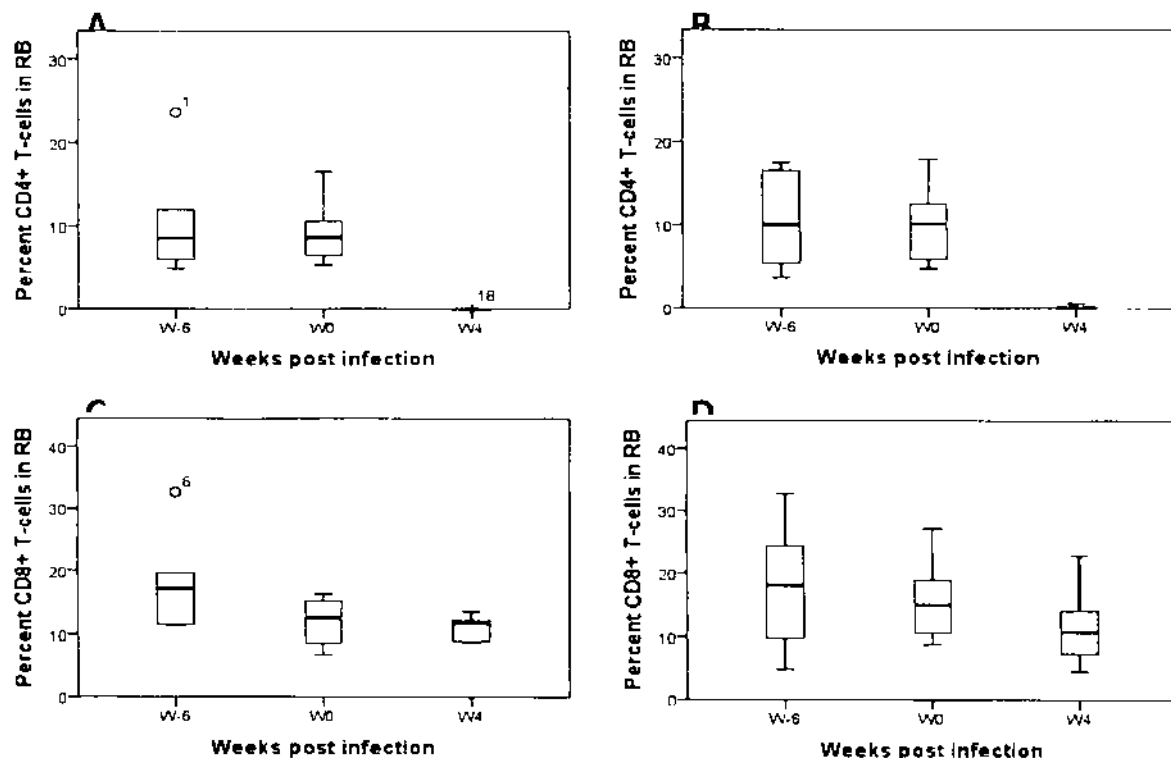 A
Percent CD4+ T-cells in RB
30
20
10
0
1
18
W-6 W0 W4
Weeks post infection
B
Percent CD4+ T-cells in RB
30
20
10
0
W-6 W0 W4
Weeks post infection
C
Percent CD8+ T-cells in RB
40
30
20
10
0
6
W-6 W0 W4
Weeks post infection
D
Percent CD8+ T-cells in RB
40
30
20
10
0
W-6 W0 W4
Weeks post infection